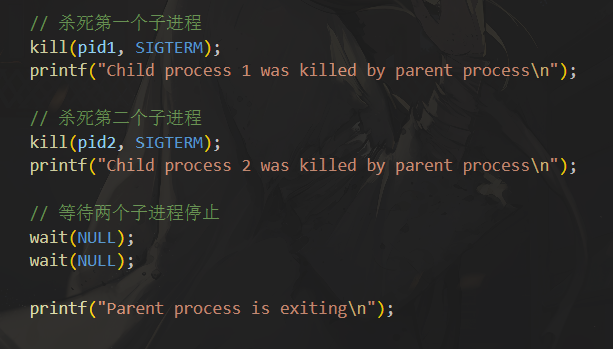 // 杀死第一个子进程
kill(pid1, SIGTERM);
printf("Child process 1 was killed by parent process\n");
// 杀死第二个子进程
kill(pid2, SIGTERM);
printf("Child process 2 was killed by parent process\n");
// 等待两个子进程停止
wait(NULL);
wait(NULL);
printf("Parent process is exiting\n");